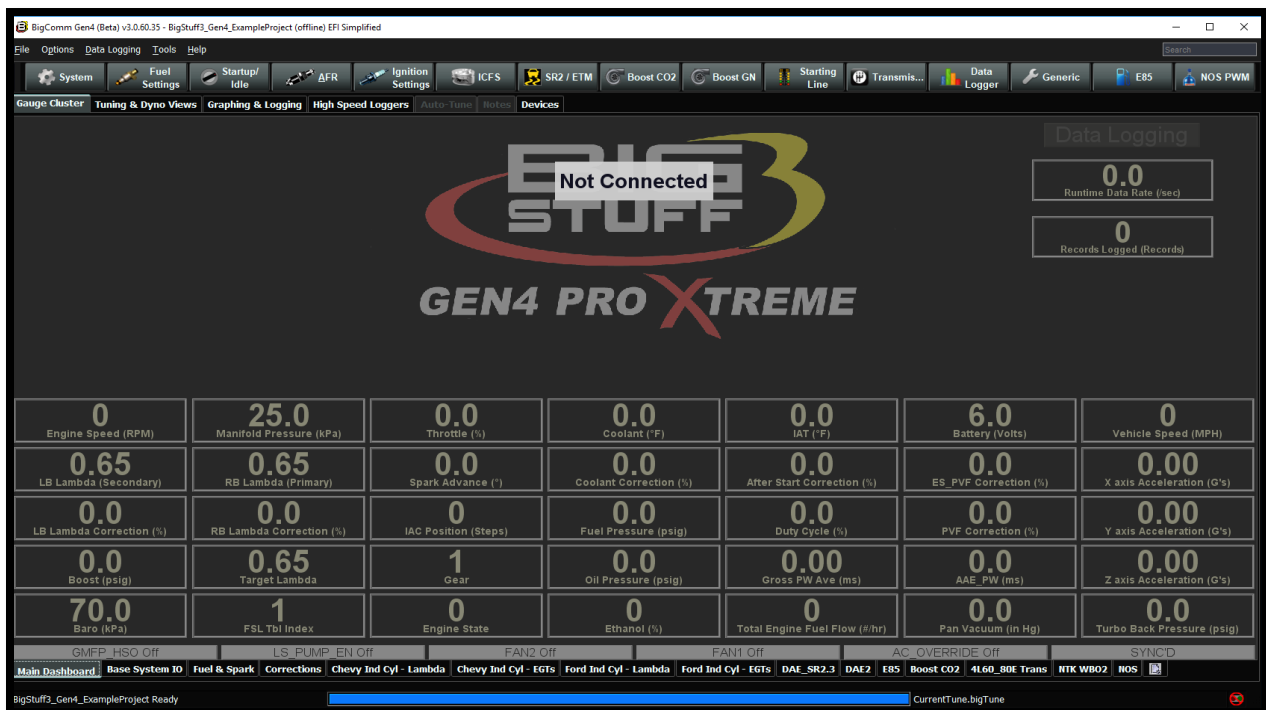 BigComm Gen4 (Beta) v3.0.60.35 - BigStuff3_Gen4_ExampleProject (offline) EFI Simplified
File Options Data Logging Tools Help Search
System Fuel Settings Startup/ Idle AFR Ignition Settings ICFS SR2 / ETM Boost CO2 Boost GN Starting Line Transmis... Data Logger Generic E85 NOS PWM
Gauge Cluster Tuning & Dyno Views Graphing & Logging High Speed Loggers Auto-Tune Notes Devices
Data Logging
BIG STUFF 3
Not Connected
0.0
Runtime Data Rate (/sec)
0
Records Logged (Records)
GEN4 PRO XTREME
0 25.0 0.0 0.0 0.0 6.0 0
Engine Speed (RPM) Manifold Pressure (kPa) Throttle (%) Coolant (°F) IAT (°F) Battery (Volts) Vehicle Speed (MPH)
0.65 0.65 0.0 0.0 0.0 0.0 0.00
LB Lambda (Secondary) RB Lambda (Primary) Spark Advance (°) Coolant Correction (%) After Start Correction (%) ES_PVF Correction (%) X axis Acceleration (G's)
0.0 0.0 0 0.0 0.0 0.0 0.00
LB Lambda Correction (%) RB Lambda Correction (%) IAC Position (Steps) Fuel Pressure (psig) Duty Cycle (%) PVF Correction (%) Y axis Acceleration (G's)
0.0 0.65 1 0.0 0.00 0.0 0.00
Boost (psig) Target Lambda Gear Oil Pressure (psig) Gross PW Ave (ms) AAE_PW (ms) Z axis Acceleration (G's)
70.0 1 0 0 0 0.0 0.0
Baro (kPa) FSL Tbl Index Engine State Ethanol (%) Total Engine Fuel Flow (#/hr) Pan Vacuum (in Hg) Turbo Back Pressure (psig)
GMFP_HSO Off LS_PUMP_EN Off FAN2 Off FAN1 Off AC_OVERRIDE Off SYNC'D
Main Dashboard Base System IO Fuel & Spark Corrections Chevy Ind Cyl - Lambda Chevy Ind Cyl - EGTs Ford Ind Cyl - Lambda Ford Ind Cyl - EGTs DAE_SR2.3 DAE2 E85 Boost CO2 4L60_80E Trans NTK WBO2 NOS
BigStuff3_Gen4_ExampleProject Ready CurrentTune.bigTune